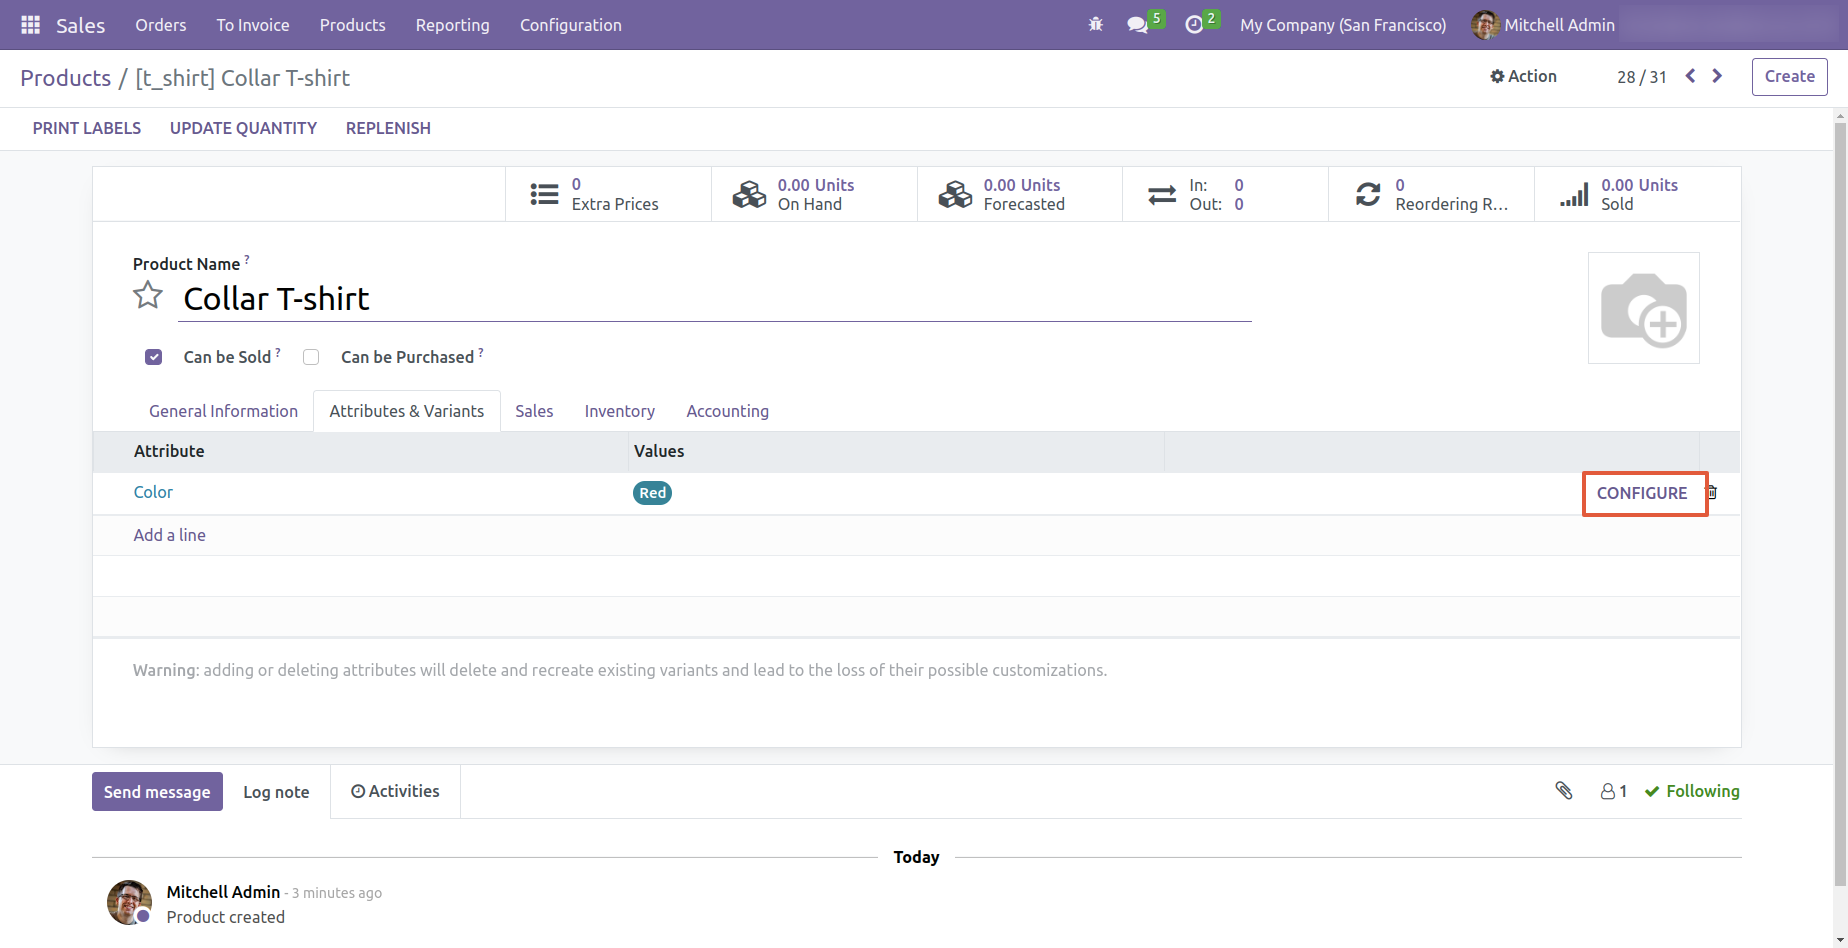 Sales Orders To Invoice Products Reporting Configuration 5 2 My Company (San Francisco) Mitchell Admin
Products / [t_shirt] Collar T-shirt Action 28 / 31 Create
PRINT LABELS UPDATE QUANTITY REPLENISH
0 Extra Prices
0.00 Units On Hand
0.00 Units Forecasted
In: 0
Out: 0
0 Reordering R...
0.00 Units Sold
Product Name ?
Collar T-shirt
Can be Sold ? Can be Purchased ?
General Information Attributes & Variants Sales Inventory Accounting
Attribute Values
Color Red CONFIGURE
Add a line
Warning: adding or deleting attributes will delete and recreate existing variants and lead to the loss of their possible customizations.
Send message Log note Activities 1 Following
Today
Mitchell Admin - 3 minutes ago
Product created